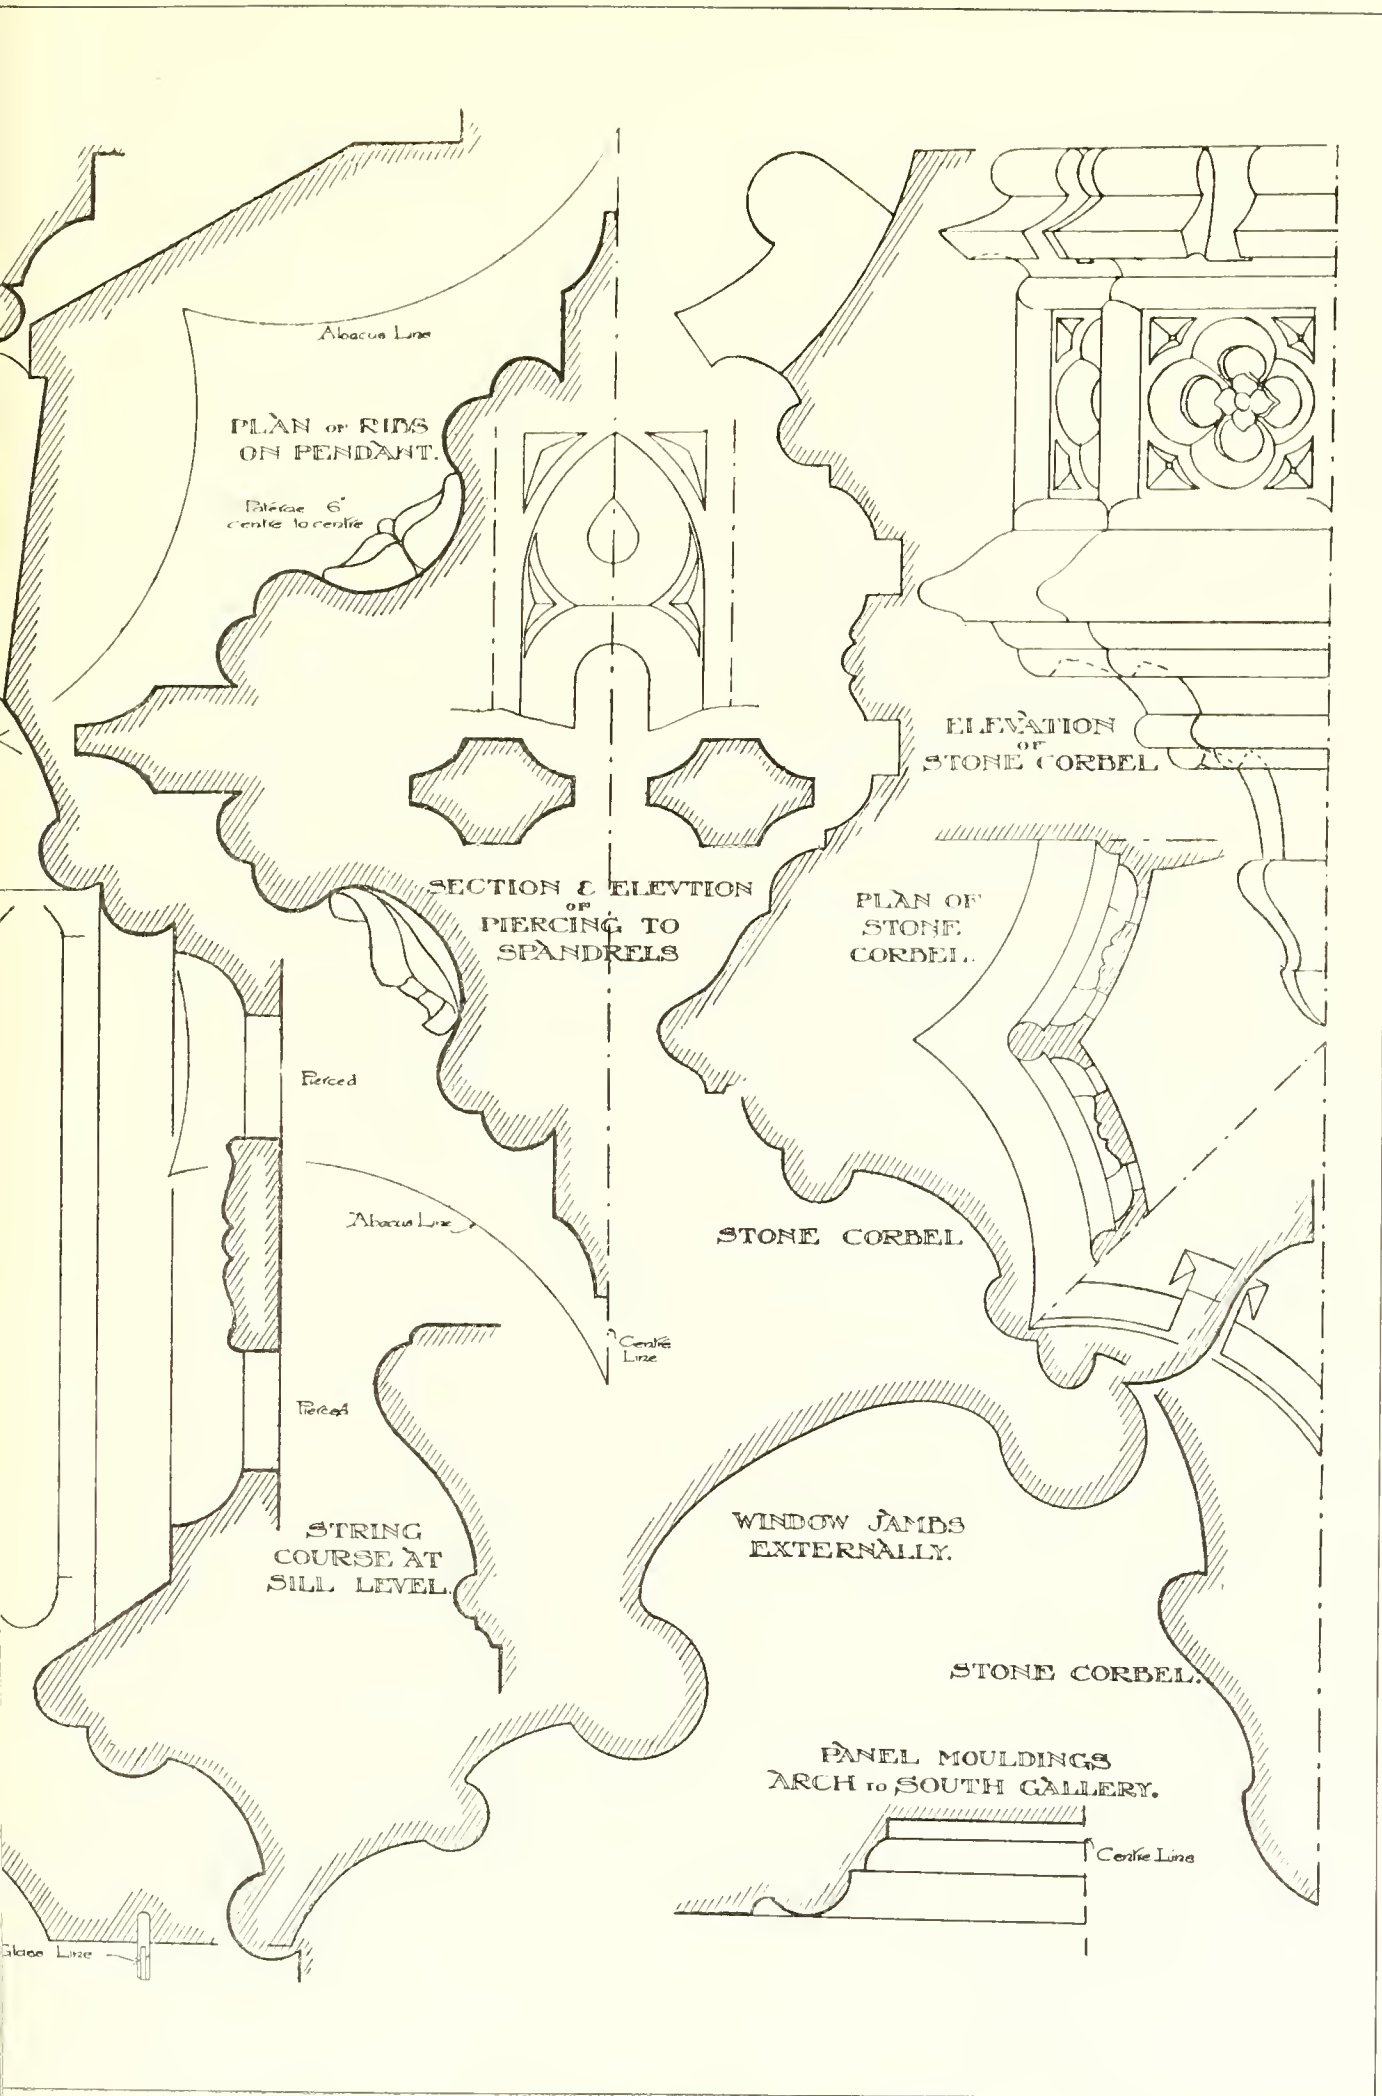 Abacus Line
PLAN OF RIBS
ON PENDANT.
Paterae 6"
centre to centre
ELEVATION
OF
STONE CORBEL
SECTION & ELEVTION
OF
PIERCING TO
SPANDRELS
PLAN OF
STONE
CORBEL.
Pierced
Abacus Line
STONE CORBEL
Centre
Line
Pierced
STRING
COURSE AT
SILL LEVEL.
WINDOW JAMBS
EXTERNALLY.
STONE CORBEL.
PANEL MOULDINGS
ARCH TO SOUTH GALLERY.
Centre Line
Glass Line